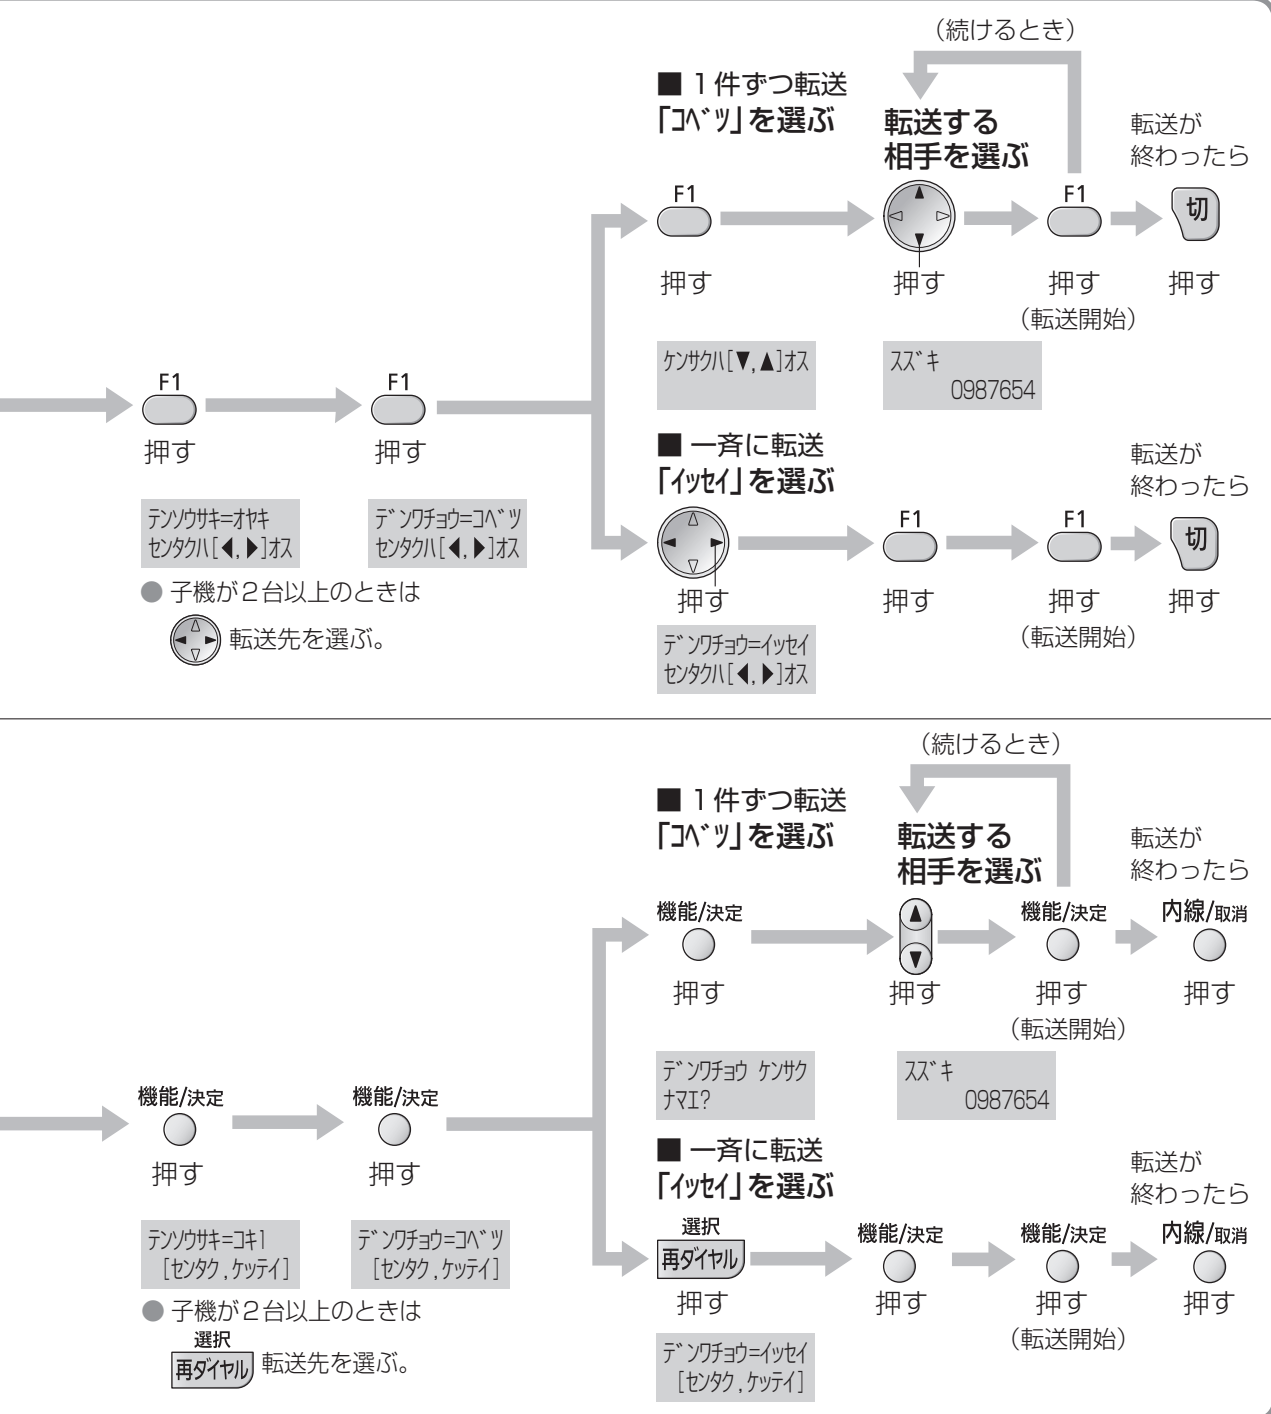 (続けるとき)
■ 1件ずつ転送
「コベツ」を選ぶ
転送する
相手を選ぶ
転送が
終わったら
F1
F1
切
押す
押す
押す
押す
(転送開始)
ケンサクハ[▼,▲]オス
スズキ
0987654
F1
F1
押す
押す
テンソウサキ=オヤキ
センタクハ[◀,▶]オス
デンワチョウ=コベツ
センタクハ[◀,▶]オス
● 子機が2台以上のときは
転送先を選ぶ。
■ 一斉に転送
「イッセイ」を選ぶ
転送が
終わったら
F1
F1
切
押す
押す
押す
押す
(転送開始)
デンワチョウ=イッセイ
センタクハ[◀,▶]オス
(続けるとき)
■ 1件ずつ転送
「コベツ」を選ぶ
転送する
相手を選ぶ
転送が
終わったら
機能/決定
機能/決定
内線/取消
押す
押す
押す
押す
(転送開始)
デンワチョウ ケンサク
ナマエ?
スズキ
0987654
機能/決定
機能/決定
押す
押す
テンソウサキ=コキ1
[センタク,ケッテイ]
デンワチョウ=コベツ
[センタク,ケッテイ]
● 子機が2台以上のときは
選択
再ダイヤル 転送先を選ぶ。
■ 一斉に転送
「イッセイ」を選ぶ
転送が
終わったら
選択
再ダイヤル
機能/決定
機能/決定
内線/取消
押す
押す
押す
押す
(転送開始)
デンワチョウ=イッセイ
[センタク,ケッテイ]